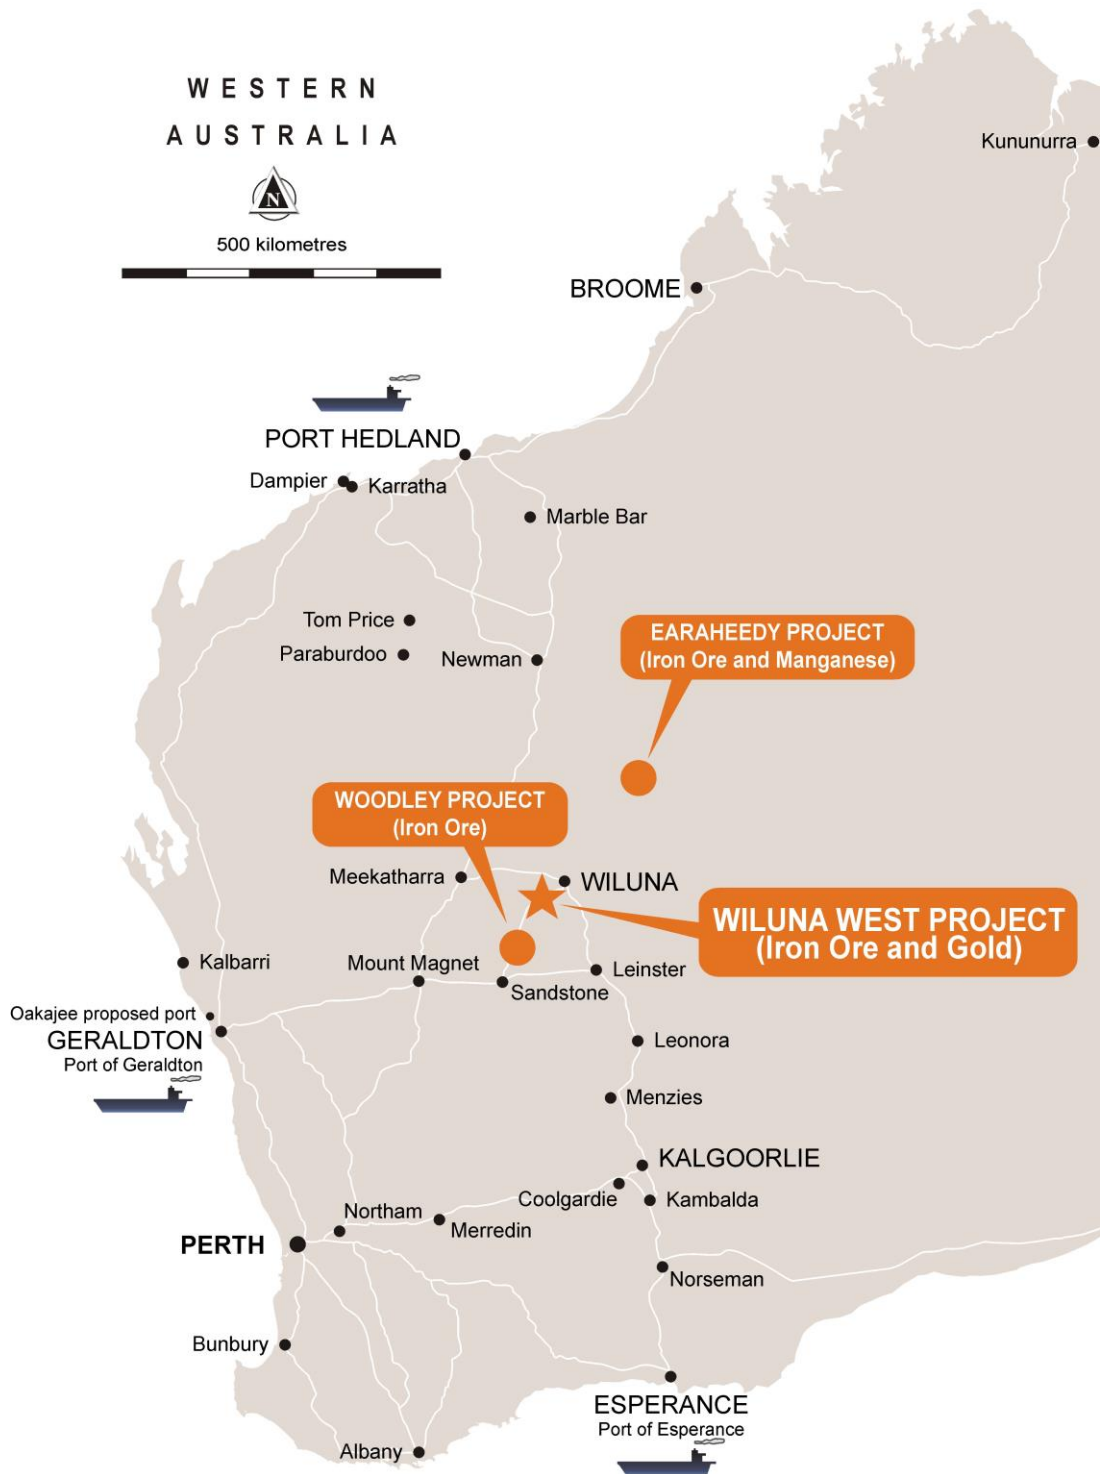 WESTERN
AUSTRALIA
N
500 kilometres
Kununurra
BROOME
PORT HEDLAND
Dampier
Karratha
Marble Bar
Tom Price
Paraburdoo
Newman
EARAHEEDY PROJECT
(Iron Ore and Manganese)
WOODLEY PROJECT
(Iron Ore)
Meekatharra
WILUNA
WILUNA WEST PROJECT
(Iron Ore and Gold)
Kalbarri
Mount Magnet
Sandstone
Leinster
Oakajee proposed port
GERALDTON
Port of Geraldton
Leonora
Menzies
KALGOORLIE
Coolgardie
Kambalda
Northam
Merredin
PERTH
Norseman
Bunbury
ESPERANCE
Port of Esperance
Albany